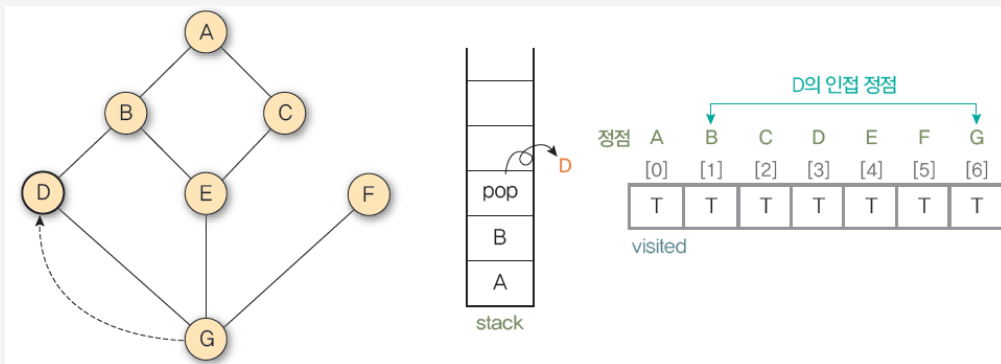 A
B
C
D
E
F
G
pop
B
A
stack
D
D의 인접 정점
정점 A B C D E F G
[0] [1] [2] [3] [4] [5] [6]
T T T T T T T
visited